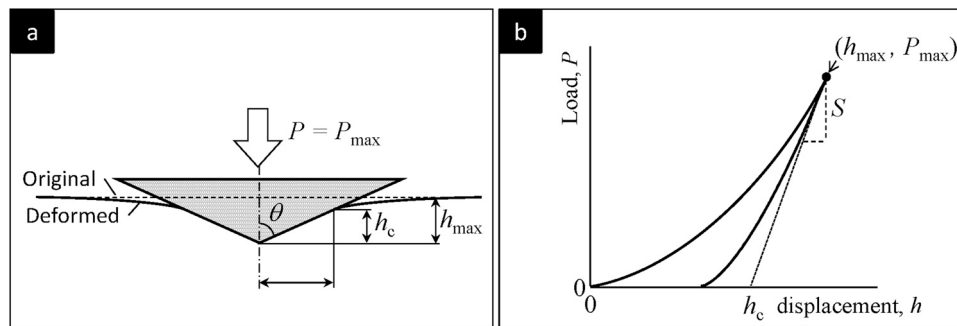 a
P = Pmax
Original
Deformed
θ
hc
hmax
b
(hmax , Pmax)
Load, P
S
0
0
hc displacement, h